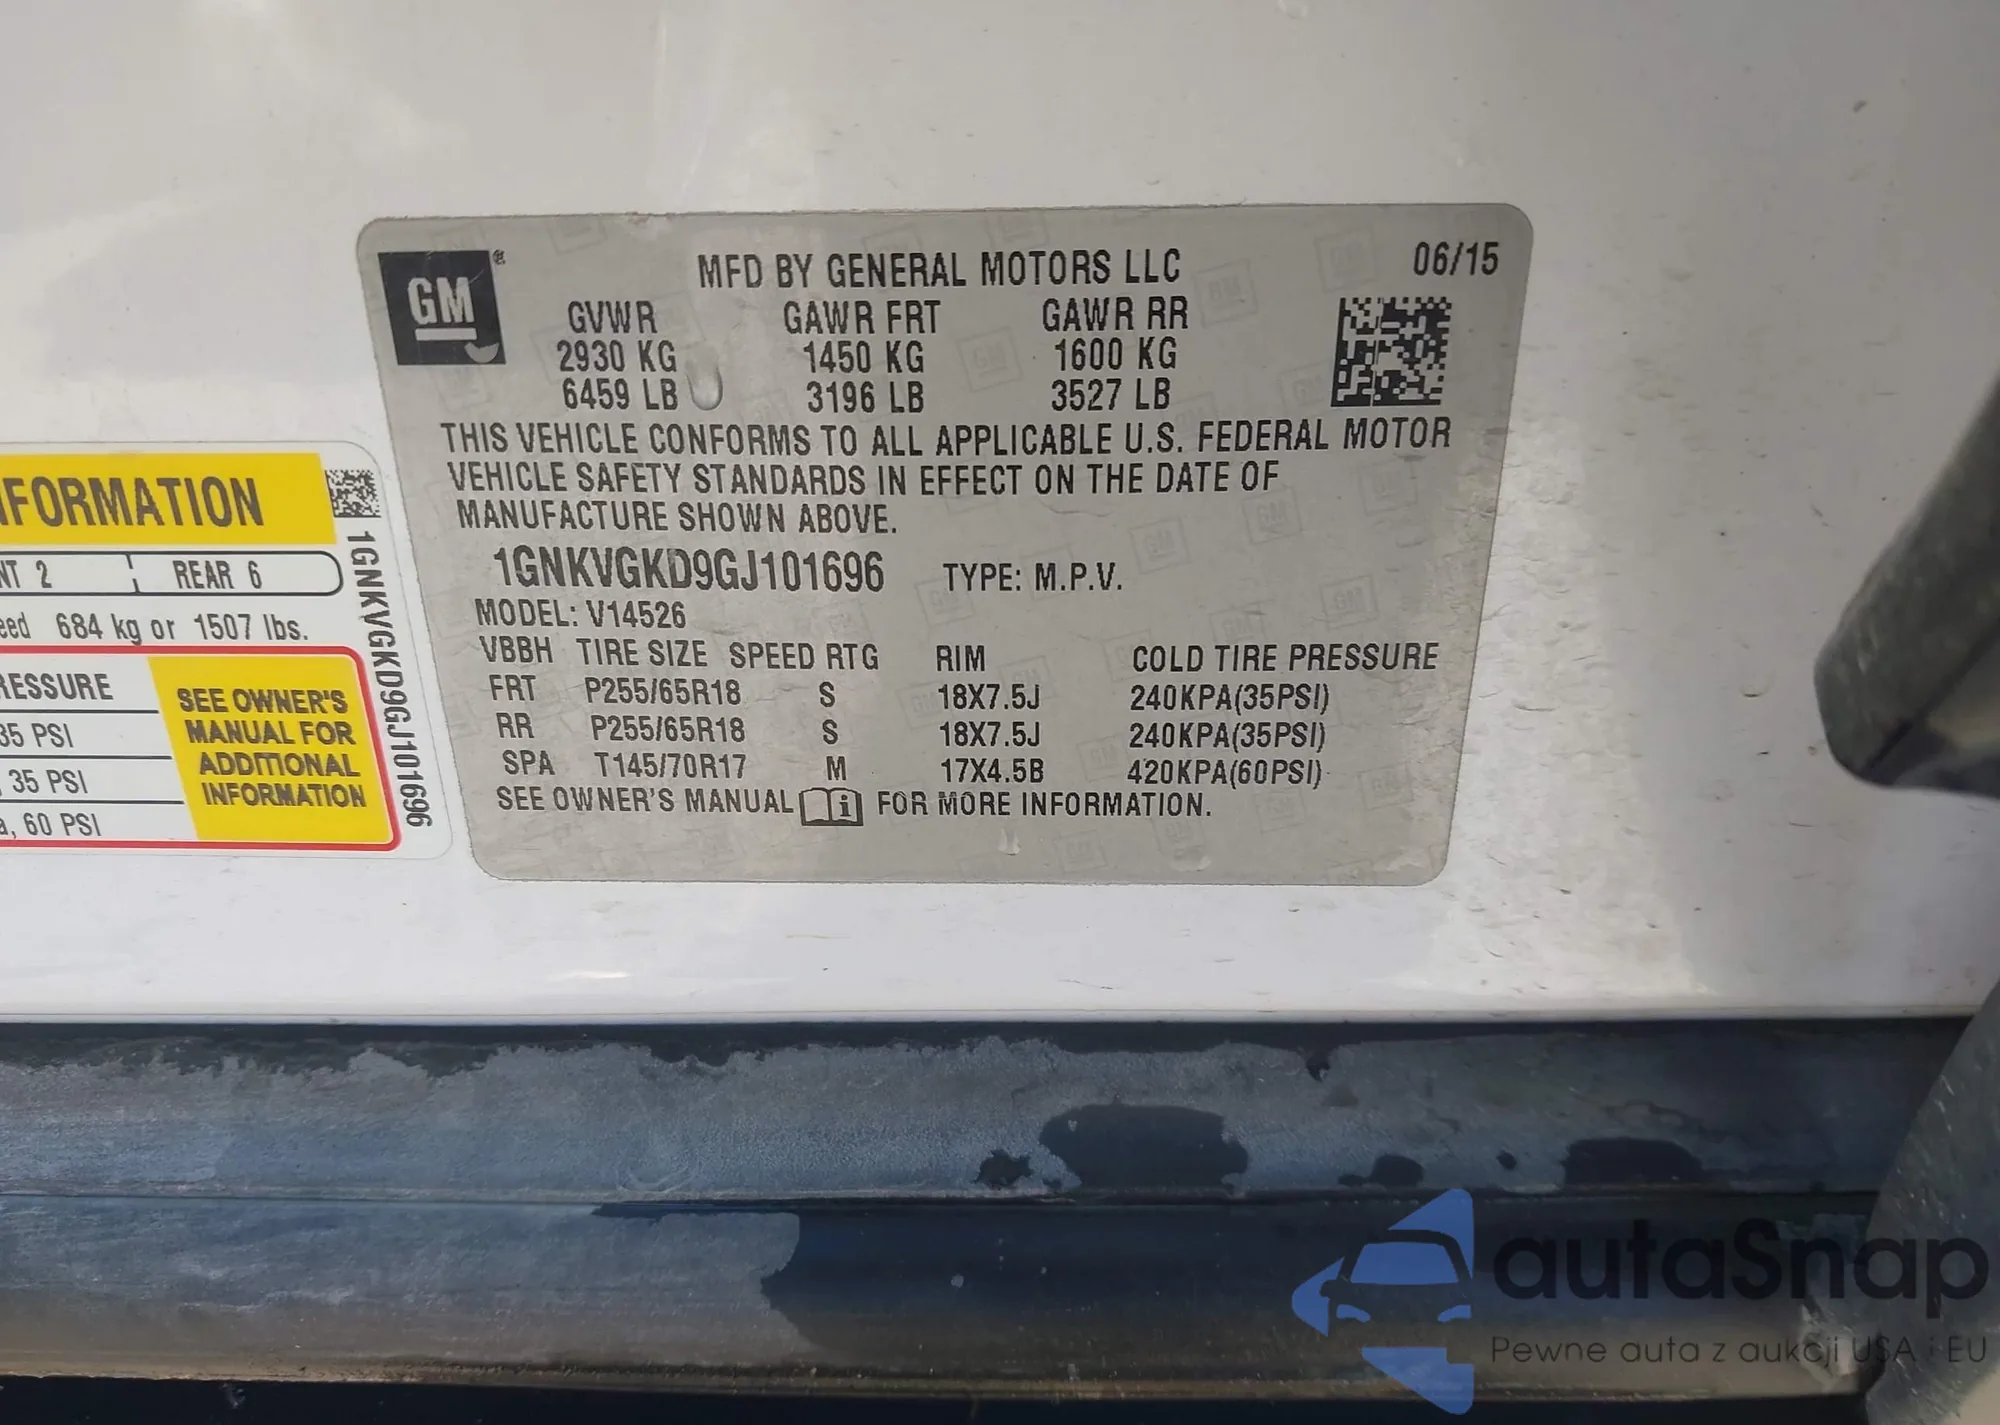 GM®
MFD BY GENERAL MOTORS LLC 06/15
GVWR GAWR FRT GAWR RR
2930 KG 1450 KG 1600 KG
6459 LB 3196 LB 3527 LB
THIS VEHICLE CONFORMS TO ALL APPLICABLE U.S. FEDERAL MOTOR
VEHICLE SAFETY STANDARDS IN EFFECT ON THE DATE OF
MANUFACTURE SHOWN ABOVE.
1GNKVGKD9GJ101696 TYPE: M.P.V.
MODEL: V14526
VBBH TIRE SIZE SPEED RTG RIM COLD TIRE PRESSURE
FRT P255/65R18 S 18X7.5J 240KPA(35PSI)
RR P255/65R18 S 18X7.5J 240KPA(35PSI)
SPA T145/70R17 M 17X4.5B 420KPA(60PSI)
SEE OWNER'S MANUAL i FOR MORE INFORMATION.
NFORMATION
NT 2 REAR 6
eed 684 kg or 1507 lbs.
RESSURE
35 PSI
, 35 PSI
a, 60 PSI
SEE OWNER'S
MANUAL FOR
ADDITIONAL
INFORMATION
1GNKVGKD9GJ101696
autaSnap
Pewne auta z aukcji USA i EU